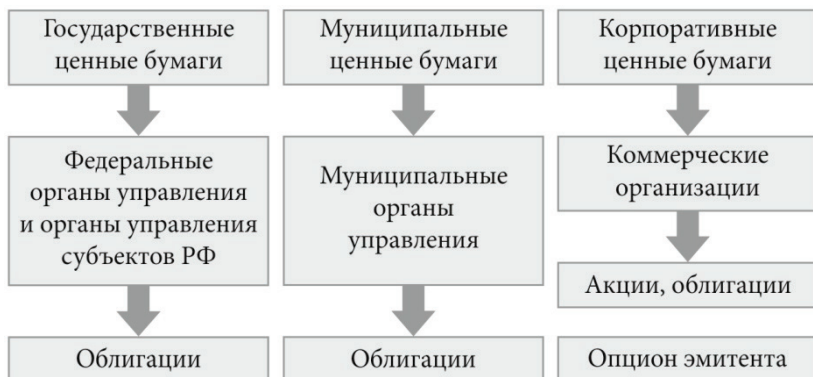 Государственные
ценные бумаги
Муниципальные
ценные бумаги
Корпоративные
ценные бумаги
Федеральные
органы управления
и органы управления
субъектов РФ
Муниципальные
органы
управления
Коммерческие
организации
Акции, облигации
Облигации
Облигации
Опцион эмитента